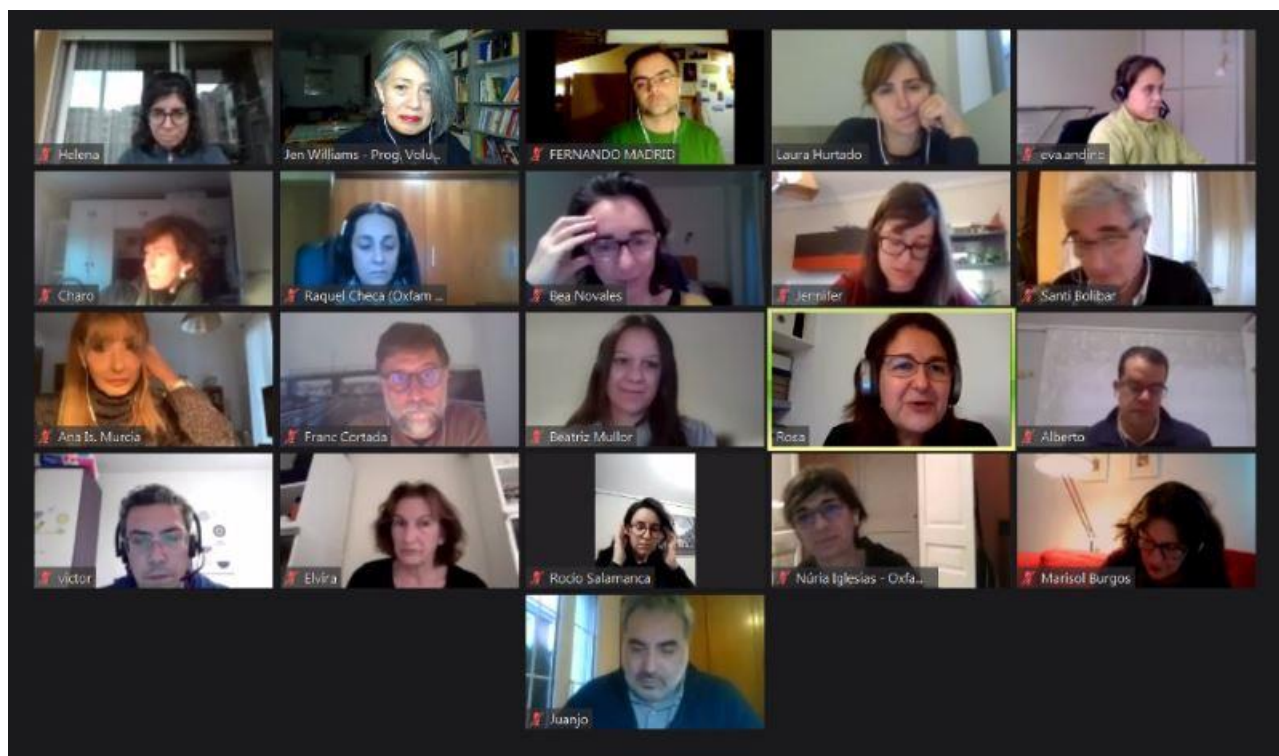 Helena
Jen Williams - Prog. Volu...
FERNANDO MADRID
Laura Hurtado
eva.andino
Charo
Raquel Checa (Oxfam ...
Bea Novales
Jennifer
Santi Bolibar
Ana Is. Murcia
Franc Cortada
Beatriz Mullor
Rosa
Alberto
victor
Elvira
Rocío Salamanca
Núria Iglesias - Oxfa...
Marisol Burgos
Juanjo